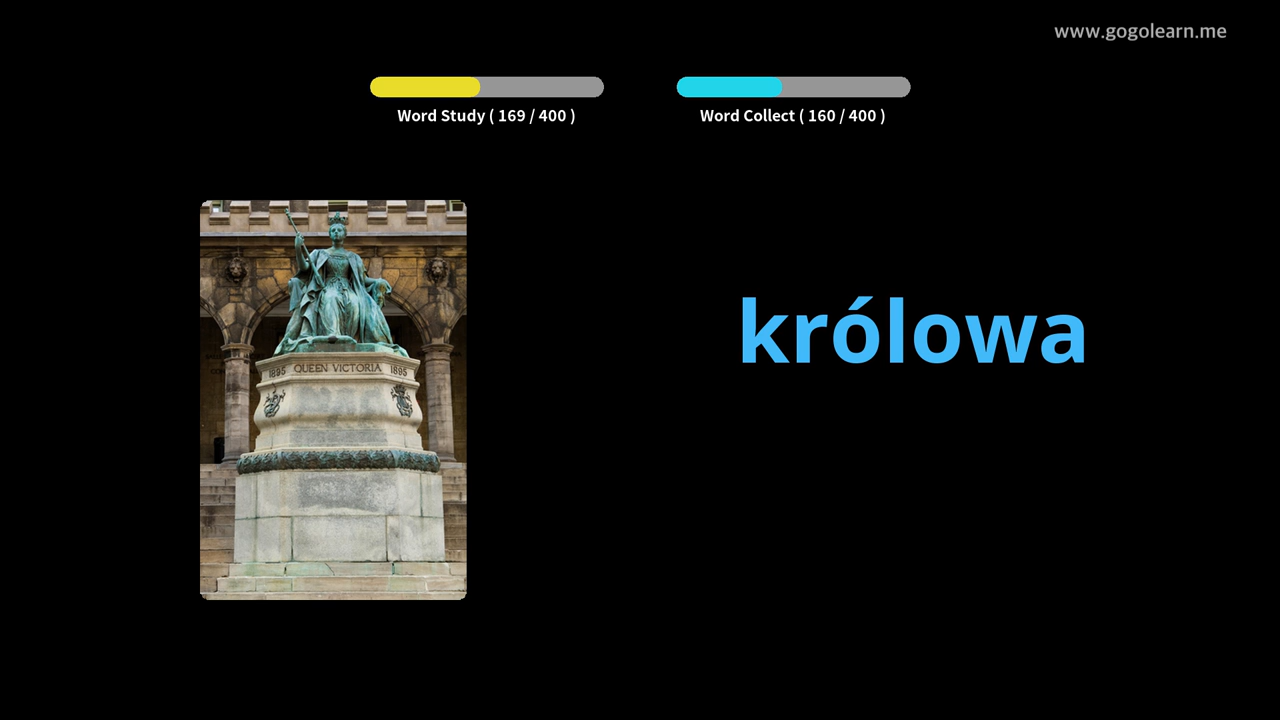 www.gogolearn.me
Word Study ( 169 / 400 )
Word Collect ( 160 / 400 )
królowa
1895 QUEEN VICTORIA 1895